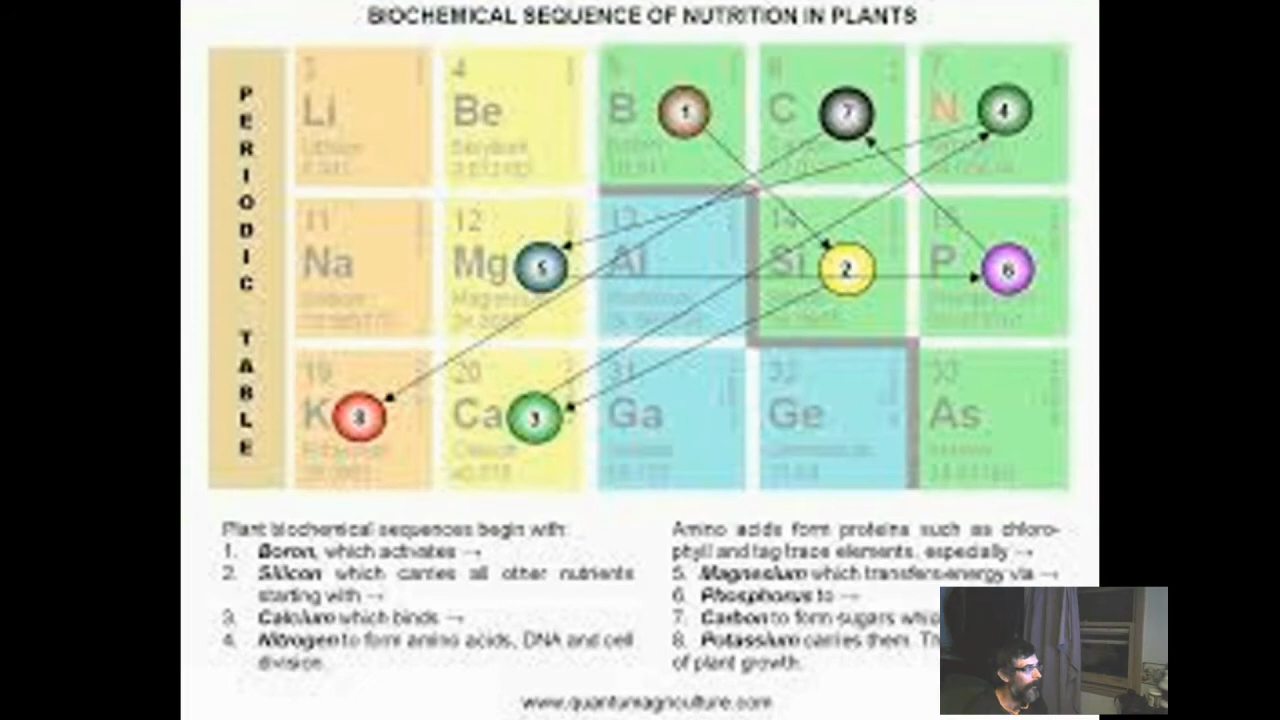 BIOCHEMICAL SEQUENCE OF NUTRITION IN PLANTS
PERIODIC TABLE
3
4
5
6
7
Li
Be
B
1
C
7
N
4
11
12
13
14
15
Na
Mg
5
Al
Si
2
P
6
19
20
31
32
33
K
8
Ca
3
Ga
Ge
As
Plant biochemical sequences begin with:
1. Boron, which activates →
2. Silicon which carries all other nutrients
starting with →
3. Calcium which binds →
4. Nitrogen to form amino acids, DNA and cell
division.
Amino acids form proteins such as chloro-
phyll and tag trace elements, especially →
5. Magnesium which transfers energy via →
6. Phosphorus to →
7. Carbon to form sugars
8. Potassium carries them.
of plant growth.
www.quantumagriculture.com